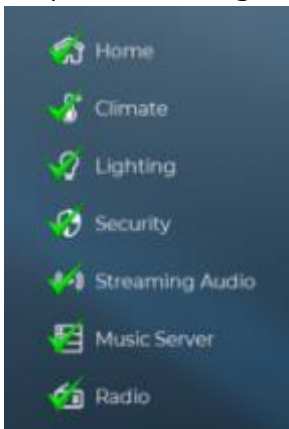 Home
Climate
Lighting
Security
Streaming Audio
Music Server
Radio